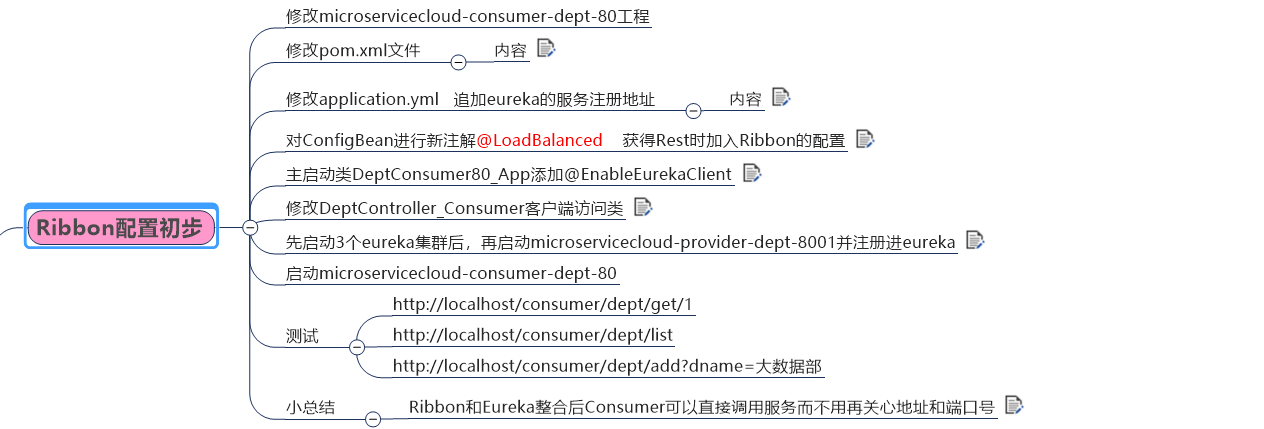 修改microservicecloud-consumer-dept-80工程
修改pom.xml文件 内容
修改application.yml 追加eureka的服务注册地址 内容
对ConfigBean进行新注解@LoadBalanced 获得Rest时加入Ribbon的配置
主启动类DeptConsumer80_App添加@EnableEurekaClient
Ribbon配置初步
修改DeptController_Consumer客户端访问类
先启动3个eureka集群后，再启动microservicecloud-provider-dept-8001并注册进eureka
启动microservicecloud-consumer-dept-80
测试
http://localhost/consumer/dept/get/1
http://localhost/consumer/dept/list
http://localhost/consumer/dept/add?dname=大数据部
小总结 Ribbon和Eureka整合后Consumer可以直接调用服务而不用再关心地址和端口号